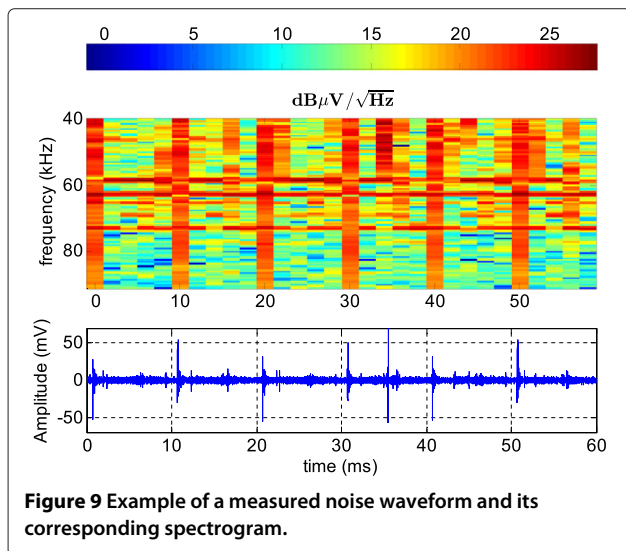 0 5 10 15 20 25
dBμV/√Hz
40
60
80
frequency (kHz)
0 10 20 30 40 50
50
0
-50
Amplitude (mV)
0 10 20 30 40 50 60
time (ms)
Figure 9 Example of a measured noise waveform and its
corresponding spectrogram.